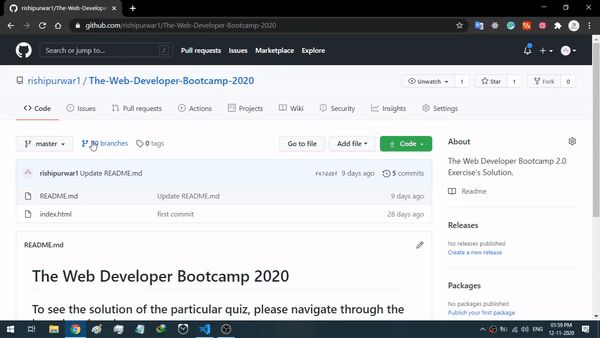 rishipurwar1/The-Web-Developer-Bootcamp-2020
github.com/rishipurwar1/The-Web-Developer-Bootcamp-2020
Search or jump to...
/
Pull requests Issues Marketplace Explore
rishipurwar1 / The-Web-Developer-Bootcamp-2020
Unwatch 1 Star 1 Fork 0
Code Issues Pull requests Actions Projects Wiki Security Insights Settings
master branches 0 tags Go to file Add file Code
rishipurwar1 Update README.md 9 days ago 5 commits
README.md Update README.md 9 days ago
index.html first commit 28 days ago
README.md
The Web Developer Bootcamp 2020
To see the solution of the particular quiz, please navigate through the
About
The Web Developer Bootcamp 2.0
Exercise's Solution.
Readme
Releases
No releases published
Create a new release
Packages
No packages published
Publish your first package
ENG
01:59 PM
12-11-2020